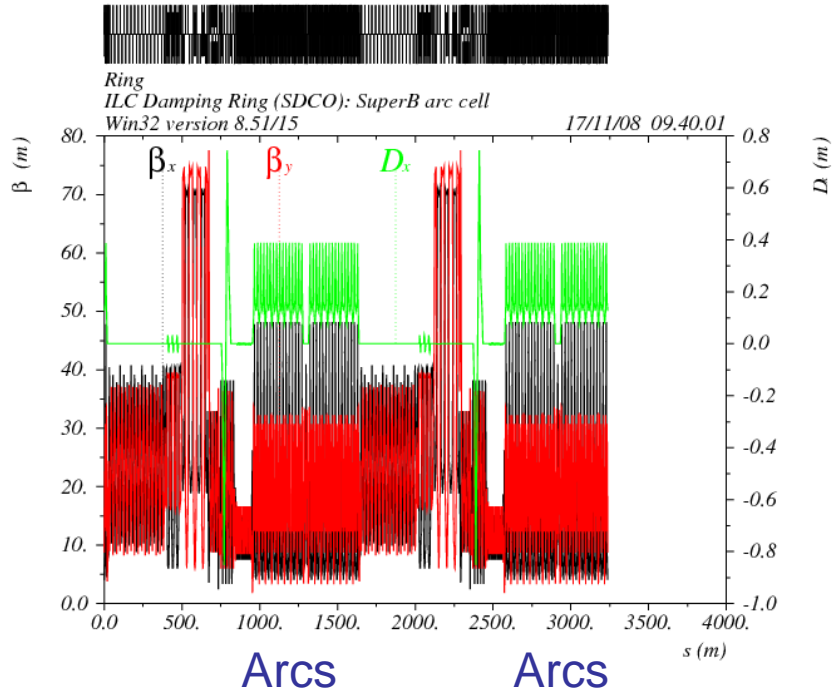 Ring
ILC Damping Ring (SDCO): SuperB arc cell
Win32 version 8.51/15 17/11/08 09.40.01
β (m)
D (m)
βx βy Dx
80. 0.8
70. 0.6
60. 0.4
50. 0.2
40. 0.0
30. -0.2
20. -0.4
10. -0.6
0.0 -0.8
-1.0
0.0 500. 1000. 1500. 2000. 2500. 3000. 3500. 4000.
s (m)
Arcs Arcs